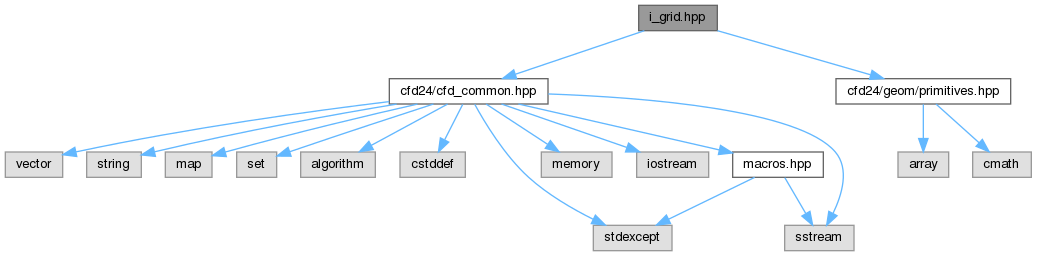 i_grid.hpp
cfd24/cfd_common.hpp
cfd24/geom/primitives.hpp
vector
string
map
set
algorithm
cstddef
memory
iostream
macros.hpp
array
cmath
stdexcept
sstream